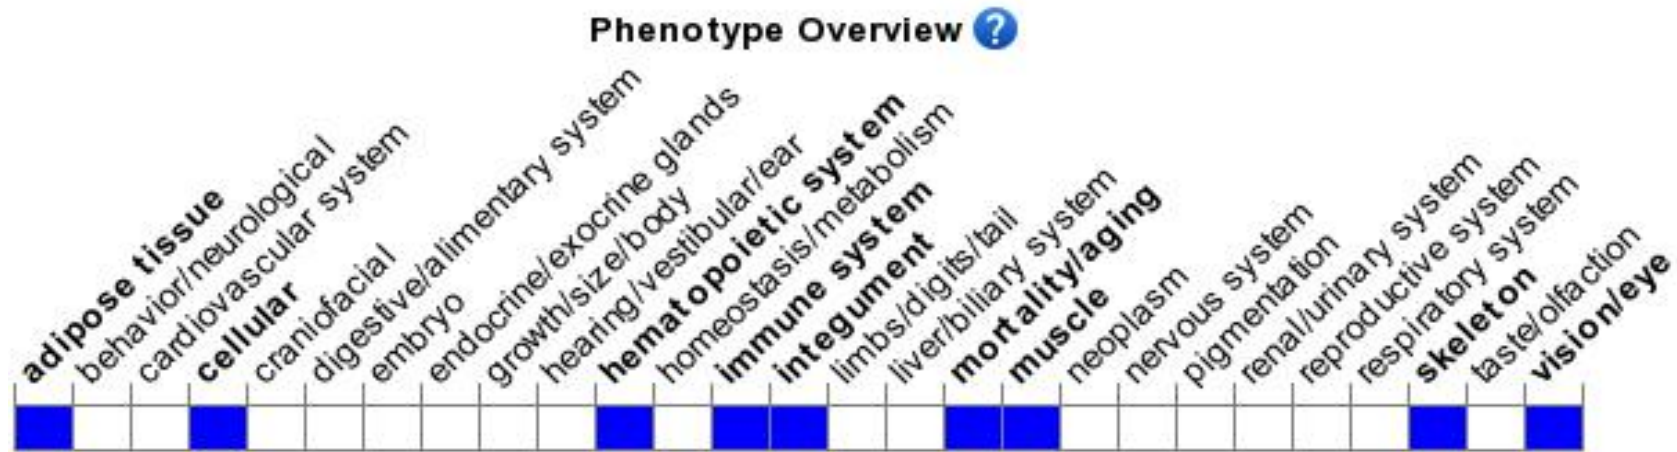 Phenotype Overview ?
adipose tissue
behavior/neurological
cardiovascular system
cellular
craniofacial
digestive/alimentary system
embryo
endocrine/exocrine glands
growth/size/body
hearing/vestibular/ear
hematopoietic system
homeostasis/metabolism
immune system
integument
limbs/digits/tail
liver/biliary system
mortality/aging
muscle
neoplasm
nervous system
pigmentation
renal/urinary system
reproductive system
respiratory system
skeleton
taste/olfaction
vision/eye